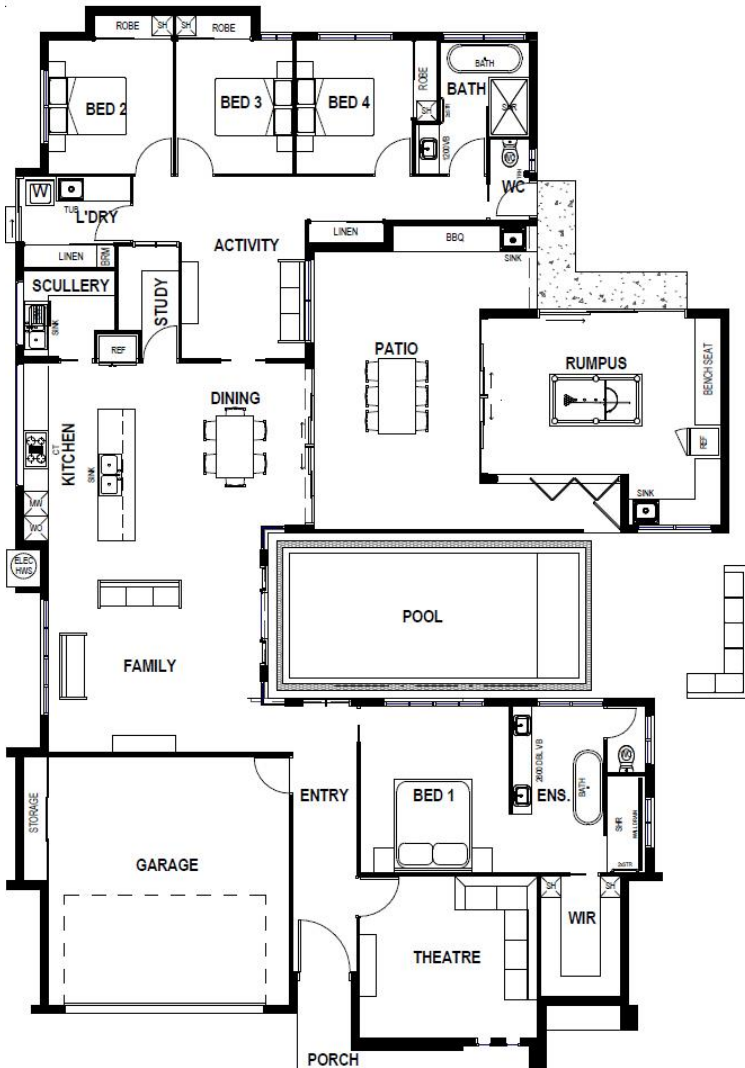 ROBE
SH
SH
ROBE
BED 2
BED 3
BED 4
ROBE
SH
BATH
BATH
SHR
1200 VB
WC
WC
W
TUB
L'DRY
LINEN
BRM
ACTIVITY
LINEN
BBQ
SINK
SCULLERY
SINK
STUDY
REF
PATIO
RUMPUS
BENCH SEAT
REF
SINK
DINING
KITCHEN
CT
SINK
MW
WO
ELEC
HWS
POOL
FAMILY
ENTRY
BED 1
2600 DBL VB
ENS.
BATH
SHR
STORAGE
GARAGE
SH
SH
WIR
THEATRE
PORCH